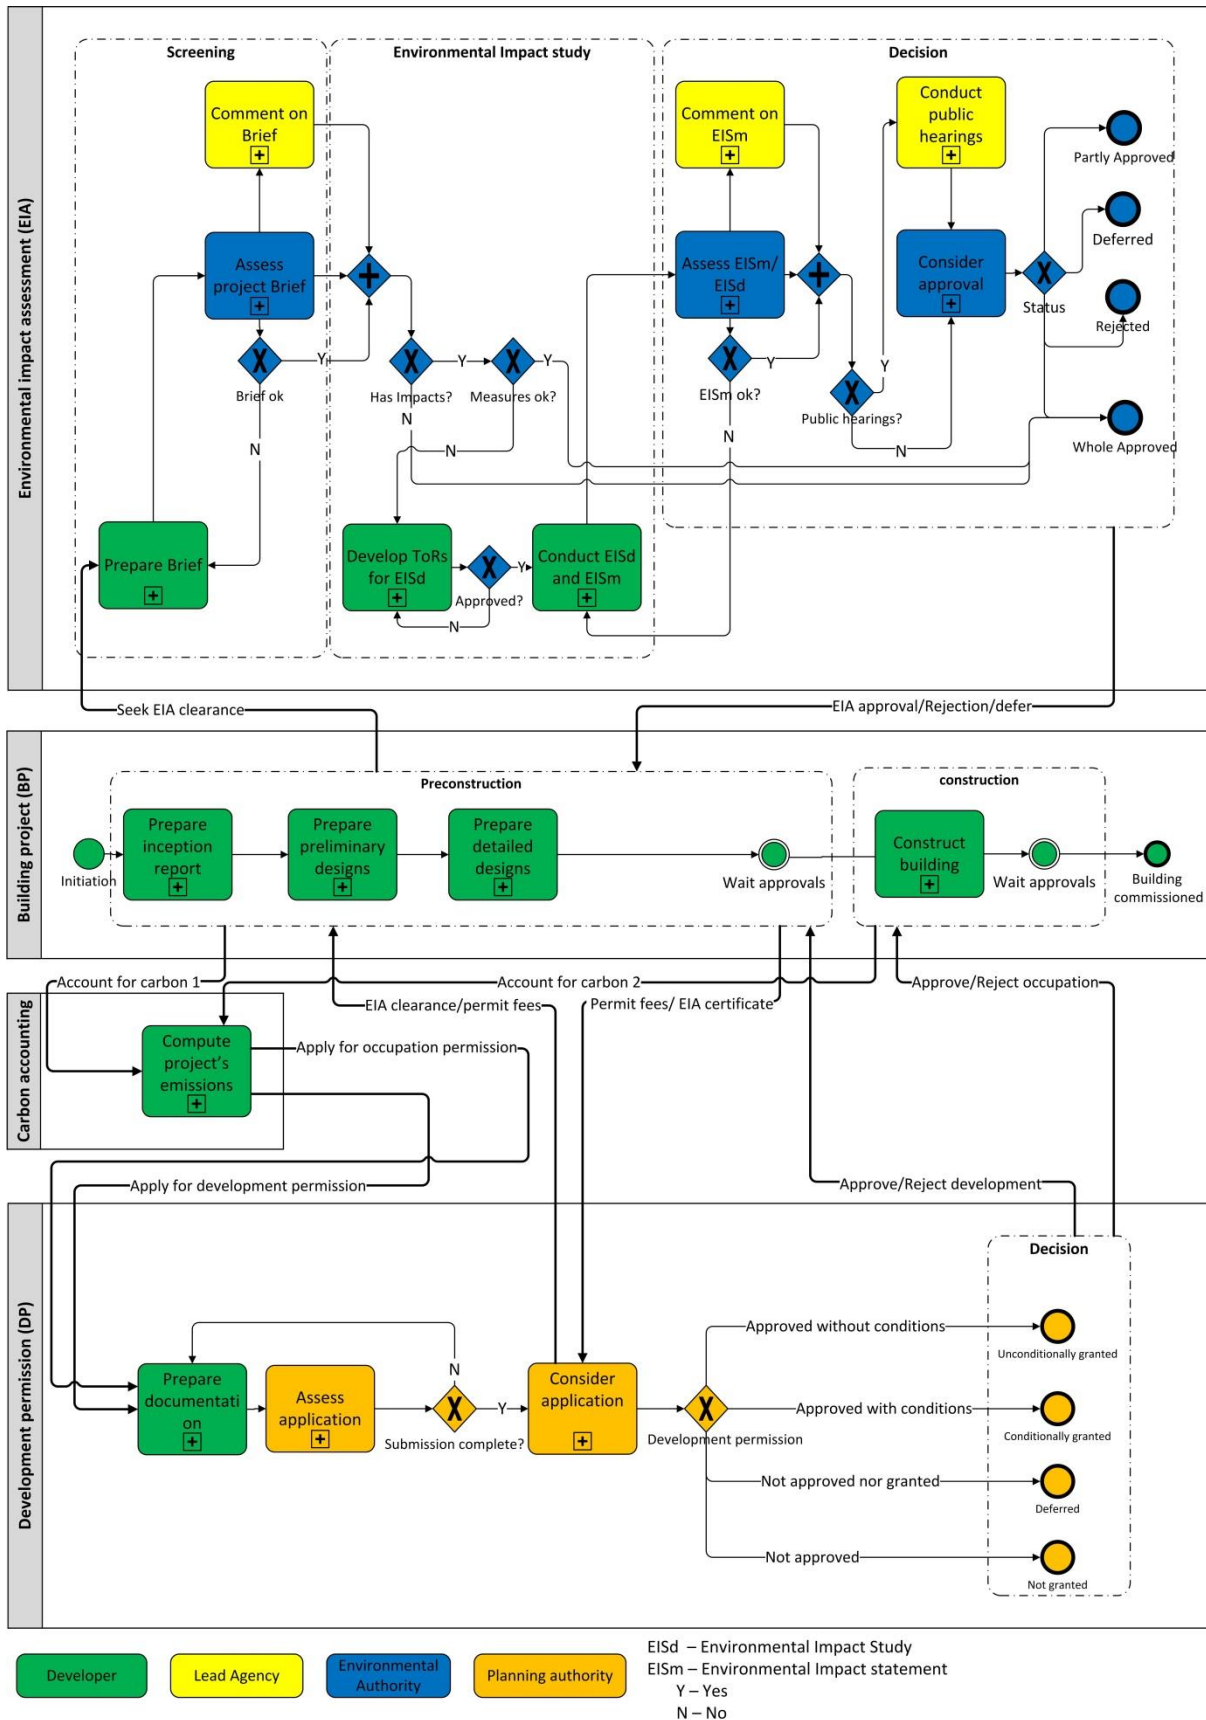 Environmental impact assessment (EIA)
Screening
Environmental Impact study
Decision
Comment on
Brief
Comment on
EISm
Conduct
public
hearings
Partly Approved
Assess
project Brief
Assess EISm/
EISd
Consider
approval
Deferred
Status
Rejected
Y
Brief ok
Y
Has Impacts?
Y
Measures ok?
Y
EISm ok?
Y
Public hearings?
N
N
N
N
N
Whole Approved
Prepare Brief
Develop ToRs
for EISd
Y
Approved?
N
Conduct EISd
and EISm
Seek EIA clearance
EIA approval/Rejection/defer
Building project (BP)
Preconstruction
construction
Initiation
Prepare
inception
report
Prepare
preliminary
designs
Prepare
detailed
designs
Wait approvals
Construct
building
Wait approvals
Building
commissioned
Account for carbon 1
Account for carbon 2
Approve/Reject occupation
EIA clearance/permit fees
Permit fees/ EIA certificate
Carbon accounting
Compute
project's
emissions
Apply for occupation permission
Apply for development permission
Approve/Reject development
Development permission (DP)
Decision
Approved without conditions
Unconditionally granted
N
Prepare
documentati
on
Assess
application
Y
Submission complete?
Consider
application
Development permission
Approved with conditions
Conditionally granted
Not approved nor granted
Deferred
Not approved
Not granted
Developer
Lead Agency
Environmental
Authority
Planning authority
EISd – Environmental Impact Study
EISm – Environmental Impact statement
Y – Yes
N – No